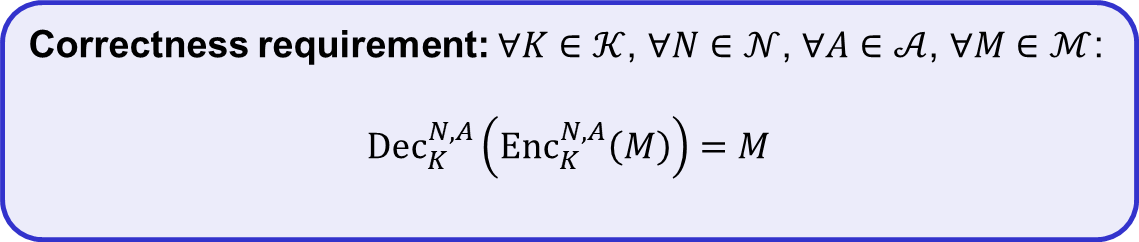 Correctness requirement: ∀𝐾 ∈ 𝒦, ∀𝑁 ∈ 𝒩, ∀𝐴 ∈ 𝒜, ∀𝑀 ∈ ℳ:
Dec_𝐾^{𝑁,𝐴}(Enc_𝐾^{𝑁,𝐴}(𝑀)) = 𝑀